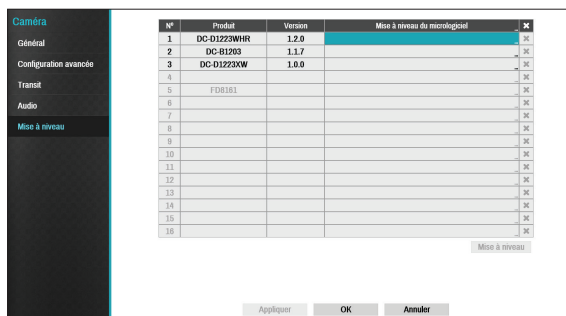 Caméra
Général
Configuration avancée
Transit
Audio
Mise à niveau
Nº Produit Version Mise à niveau du micrologiciel ... ✖
1 DC-D1223WHR 1.2.0 ... ✖
2 DC-B1203 1.1.7 ... ✖
3 DC-D1223XW 1.0.0 ... ✖
4 ... ✖
5 FD8161 ... ✖
6 ... ✖
7 ... ✖
8 ... ✖
9 ... ✖
10 ... ✖
11 ... ✖
12 ... ✖
13 ... ✖
14 ... ✖
15 ... ✖
16 ... ✖
Mise à niveau
Appliquer OK Annuler